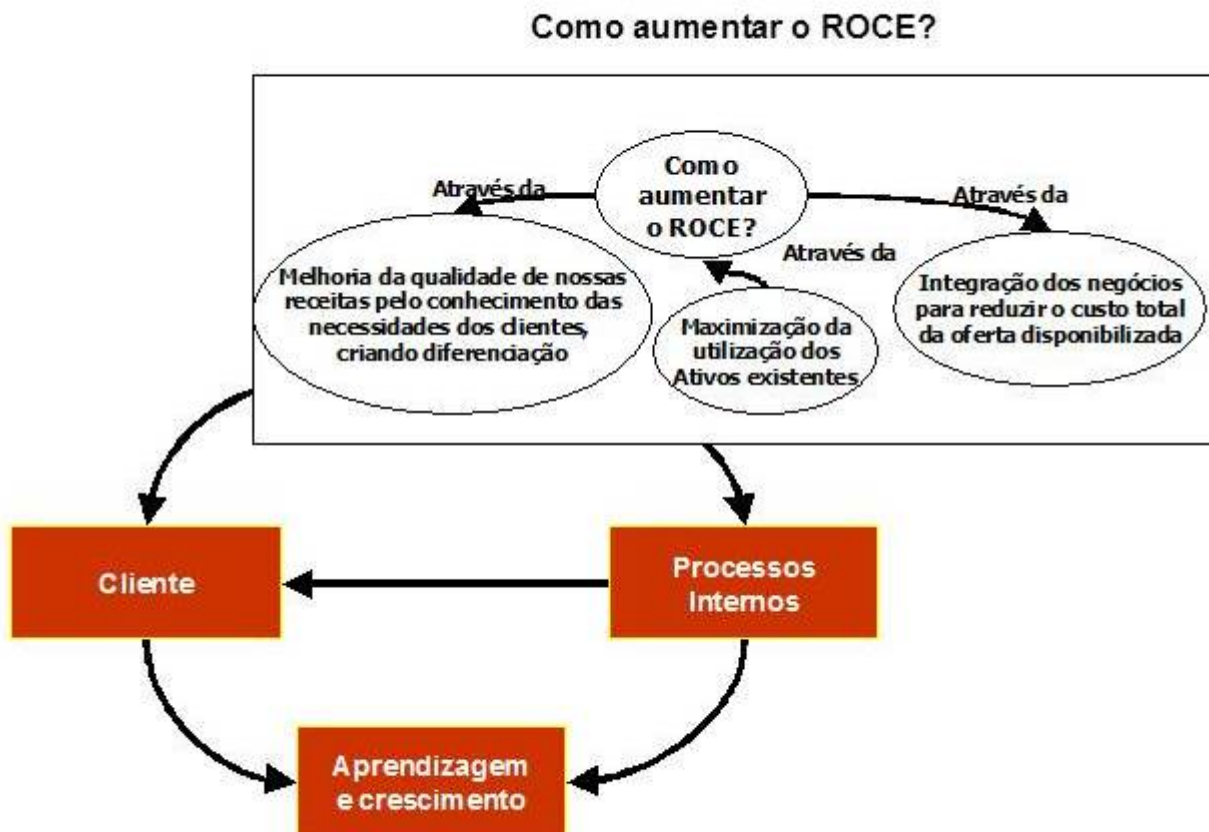 Como aumentar o ROCE?
Como
aumentar
o ROCE?
Através da
Através da
Através da
Melhoria da qualidade de nossas
receitas pelo conhecimento das
necessidades dos clientes,
criando diferenciação
Maximização da
utilização dos
Ativos existentes
Integração dos negócios
para reduzir o custo total
da oferta disponibilizada
Cliente
Processos
Internos
Aprendizagem
e crescimento